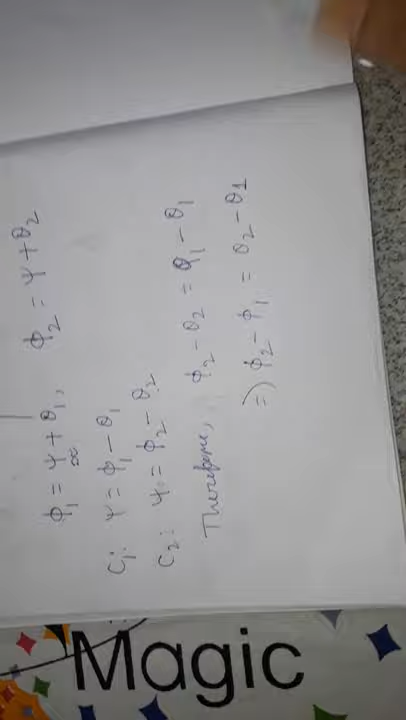 ϕ₁ = ψ + θ₁, ϕ₂ = ψ + θ₂
C₁: ψ = ϕ₁ - θ₁
C₂: ψ = ϕ₂ - θ₂
Therefore, ϕ₂ - θ₂ = ϕ₁ - θ₁
=) ϕ₂ - ϕ₁ = θ₂ - θ₁
Magic